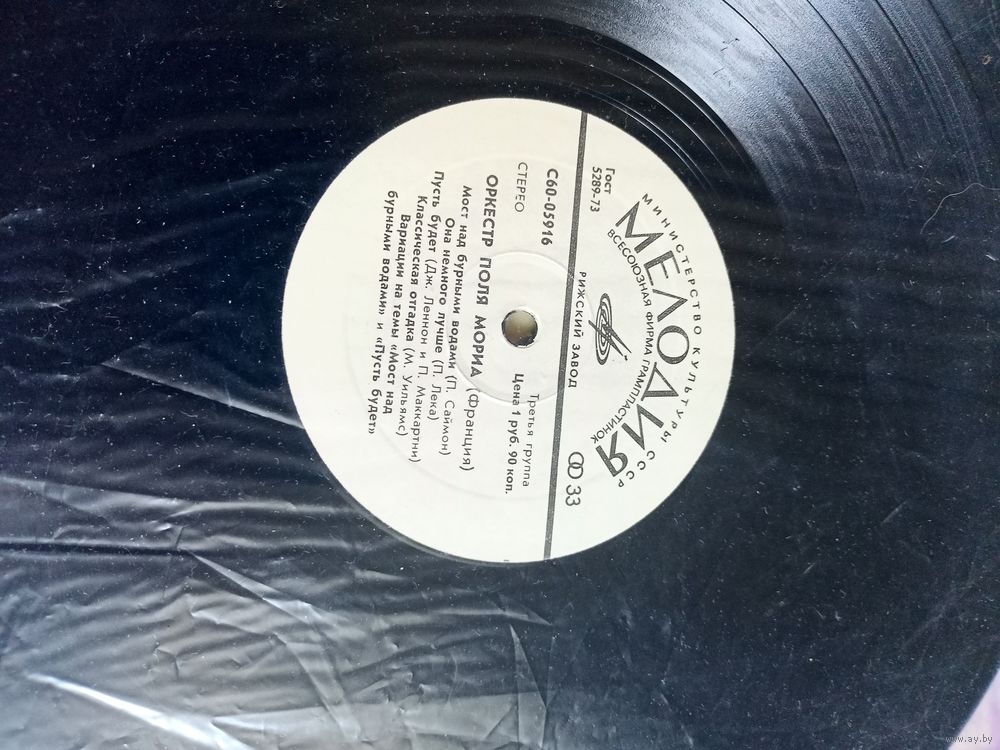 МИНИСТЕРСТВО КУЛЬТУРЫ СССР
МЕЛОДИЯ
ВСЕСОЮЗНАЯ ФИРМА ГРАМПЛАСТИНОК
Гост
5289-73
33
РИЖСКИЙ ЗАВОД
С60-05916
СТЕРЕО
Третья группа
Цена 1 руб. 90 коп.
ОРКЕСТР ПОЛЯ МОРИА (Франция)
Мост над бурными водами (П. Саймон)
Она немного лучше (П. Лека)
Пусть будет (Дж. Леннон и П. Маккартни)
Классическая отгадка (М. Уильямс)
Вариации на темы «Мост над
бурными водами» и «Пусть будет»
www.ay.by